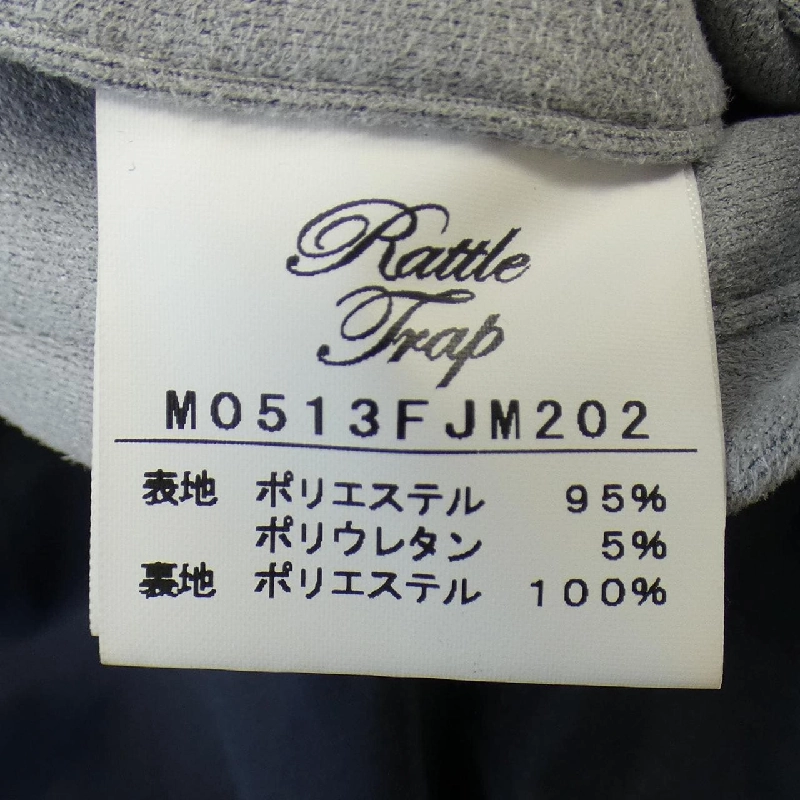 Rattle
Trap
M0513FJM202
表地 ポリエステル 95%
ポリウレタン 5%
裏地 ポリエステル 100%